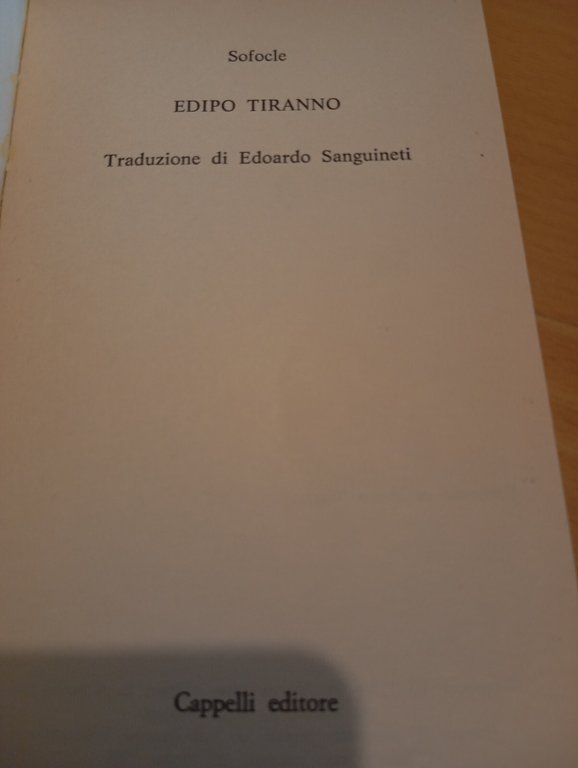 Sofocle
EDIPO TIRANNO
Traduzione di Edoardo Sanguineti
Cappelli editore